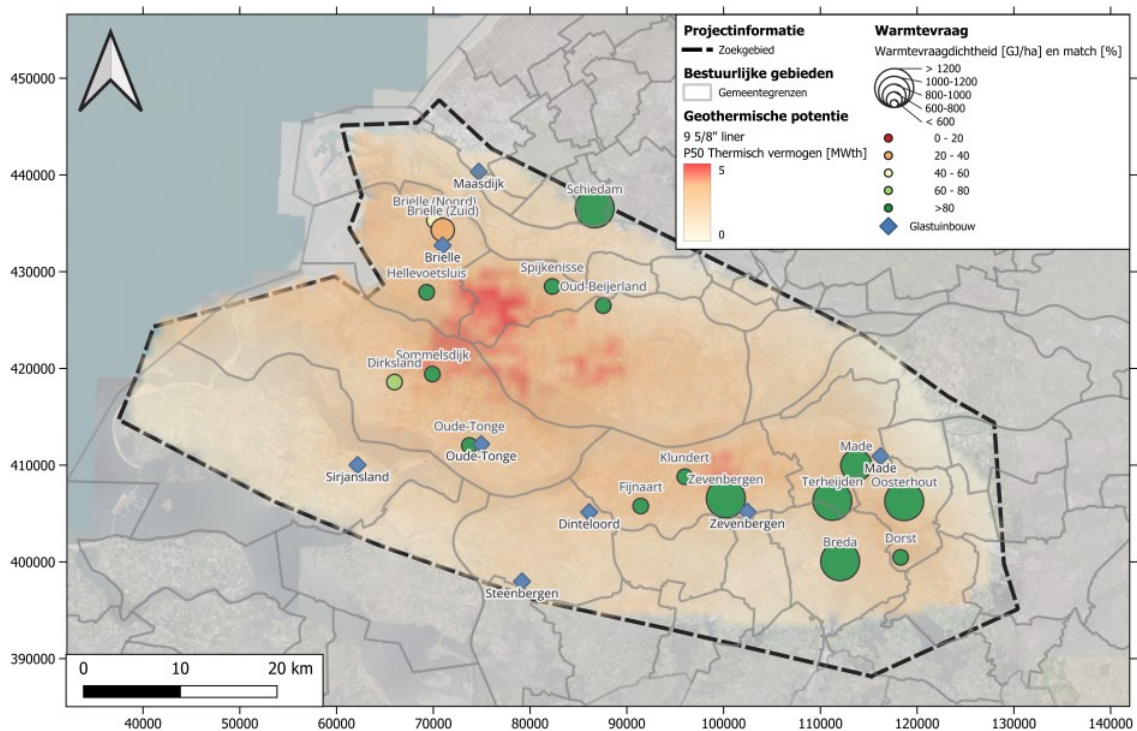 Projectinformatie
Zoekgebied
Bestuurlijke gebieden
Gemeentegrenzen
Geothermische potentie
9 5/8" liner
P50 Thermisch vermogen [MWth]
5
0
Warmtevraag
Warmtevraagdichtheid [GJ/ha] en match [%]
> 1200
1000-1200
800-1000
600-800
< 600
0 - 20
20 - 40
40 - 60
60 - 80
>80
Glastuinbouw
450000
440000
430000
420000
410000
400000
390000
Maasdijk
Schiedam
Brielle (Noord)
Brielle (Zuid)
Brielle
Hellevoetsluis
Spijkenisse
Oud-Beijerland
Sommelsdijk
Dirksland
Oude-Tonge
Oude-Tonge
Sirjansland
Klundert
Zevenbergen
Fijnaart
Dinteloord
Zevenbergen
Steenbergen
Made
Made
Terheijden
Oosterhout
Breda
Dorst
0 10 20 km
40000 50000 60000 70000 80000 90000 100000 110000 120000 130000 140000